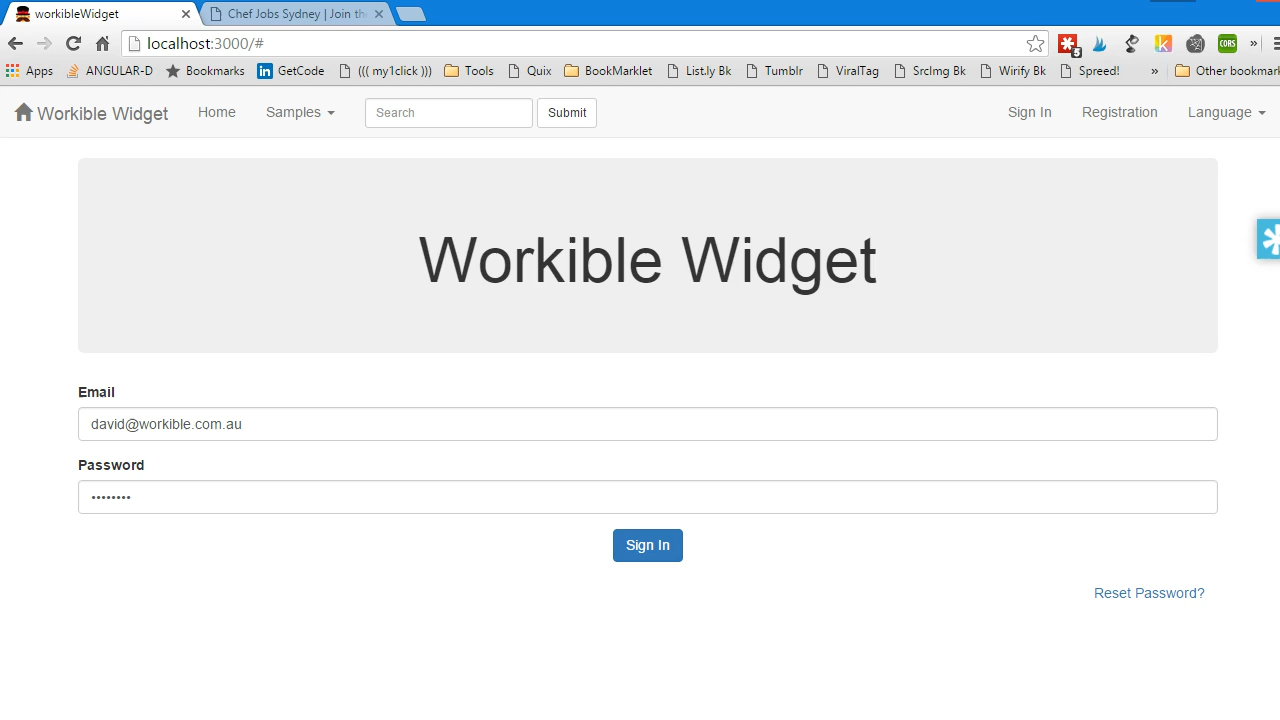 workibleWidget
Chef Jobs Sydney | Join th
localhost:3000/#
5
CORS
»
Apps
ANGULAR-D
Bookmarks
GetCode
((( my1click )))
Tools
Quix
BookMarklet
List.ly Bk
Tumblr
ViralTag
SrcImg Bk
Wirify Bk
Spreed!
»
Other bookmark
Workible Widget
Home
Samples
Search
Submit
Sign In
Registration
Language
Workible Widget
Email
david@workible.com.au
Password
••••••••
Sign In
Reset Password?